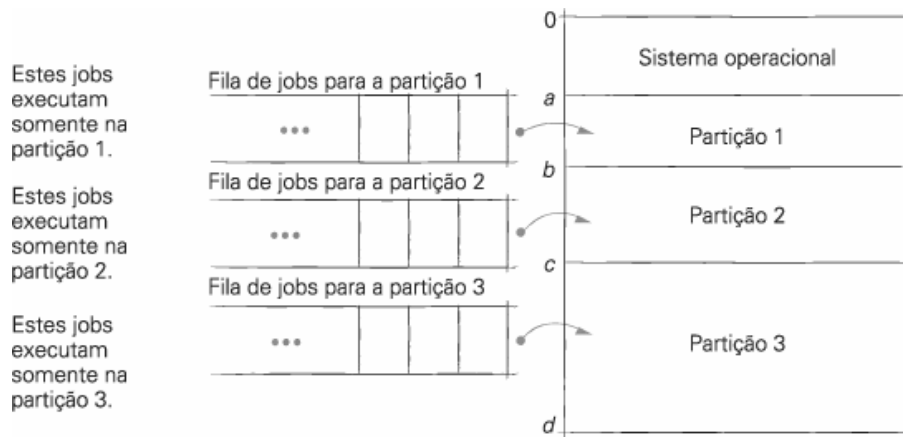 Estes jobs
executam
somente na
partição 1.
Fila de jobs para a partição 1
•••
Estes jobs
executam
somente na
partição 2.
Fila de jobs para a partição 2
•••
Estes jobs
executam
somente na
partição 3.
Fila de jobs para a partição 3
•••
0
Sistema operacional
a
Partição 1
b
Partição 2
c
Partição 3
d